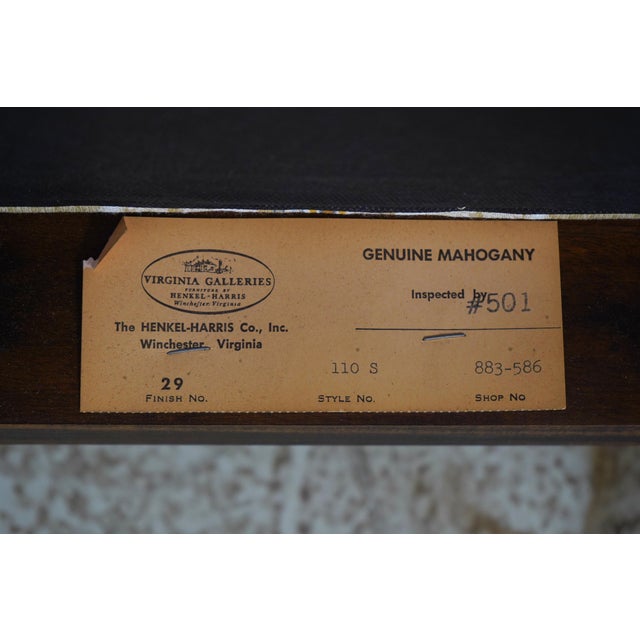 VIRGINIA GALLERIES
FURNITURE BY
HENKEL-HARRIS
Winchester, Virginia
The HENKEL-HARRIS Co., Inc.
Winchester, Virginia
GENUINE MAHOGANY
Inspected by #501
29 110 S 883-586
FINISH NO. STYLE NO. SHOP NO